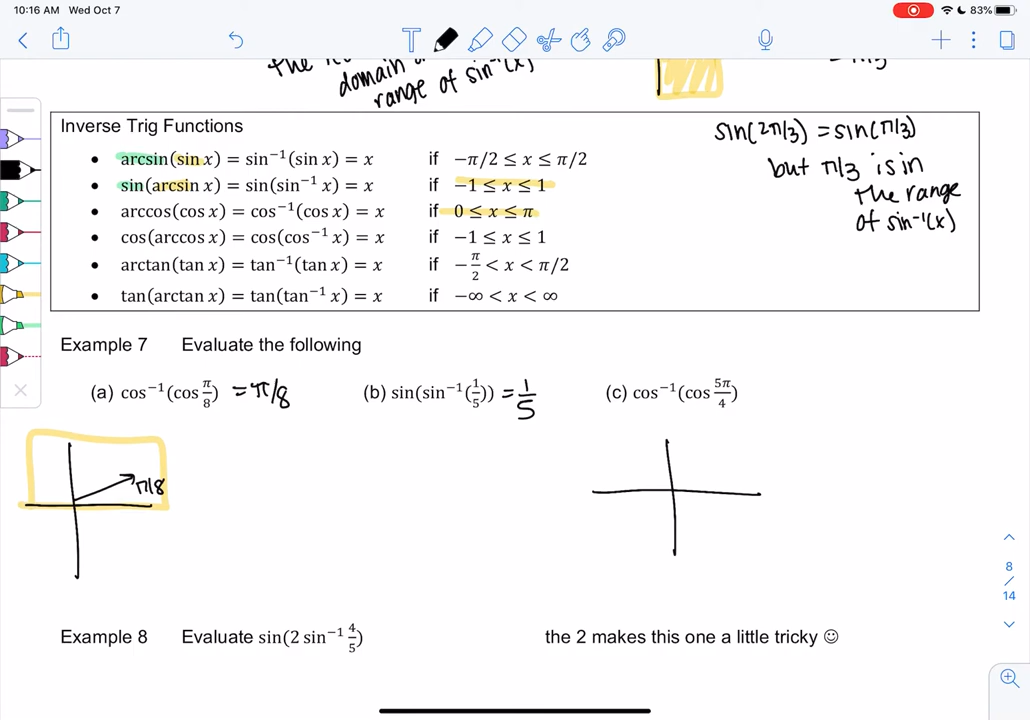 10:16 AM Wed Oct 7
83%
domain
range of sin⁻¹(x)
= π/3
Inverse Trig Functions
• arcsin(sin x) = sin⁻¹(sin x) = x if −π/2 ≤ x ≤ π/2
• sin(arcsin x) = sin(sin⁻¹ x) = x if −1 ≤ x ≤ 1
• arccos(cos x) = cos⁻¹(cos x) = x if 0 ≤ x ≤ π
• cos(arccos x) = cos(cos⁻¹ x) = x if −1 ≤ x ≤ 1
• arctan(tan x) = tan⁻¹(tan x) = x if −π/2 < x < π/2
• tan(arctan x) = tan(tan⁻¹ x) = x if −∞ < x < ∞
sin(2π/3) = sin(π/3)
but π/3 is in
the range
of sin⁻¹(x)
Example 7 Evaluate the following
(a) cos⁻¹(cos π/8) = π/8 (b) sin(sin⁻¹(1/5)) = 1/5 (c) cos⁻¹(cos 5π/4)
π/8
Example 8 Evaluate sin(2 sin⁻¹ 4/5) the 2 makes this one a little tricky ☺
8
/
14